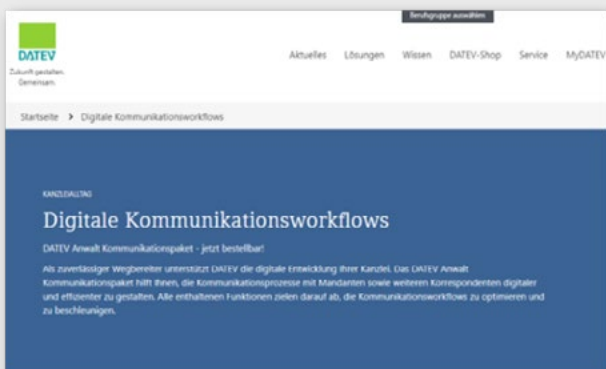 Berufsgruppe auswählen
DATEV
Zukunft gestalten.
Gemeinsam.
Aktuelles Lösungen Wissen DATEV-Shop Service MyDATEV
Startseite > Digitale Kommunikationsworkflows
KANZLEIALLTAG
Digitale Kommunikationsworkflows
DATEV Anwalt Kommunikationspaket - jetzt bestellbar!
Als zuverlässiger Wegbereiter unterstützt DATEV die digitale Entwicklung Ihrer Kanzlei. Das DATEV Anwalt
Kommunikationspaket hilft Ihnen, die Kommunikationsprozesse mit Mandanten sowie weiteren Korrespondenten digitaler
und effizienter zu gestalten. Alle enthaltenen Funktionen zielen darauf ab, die Kommunikationsworkflows zu optimieren und
zu beschleunigen.